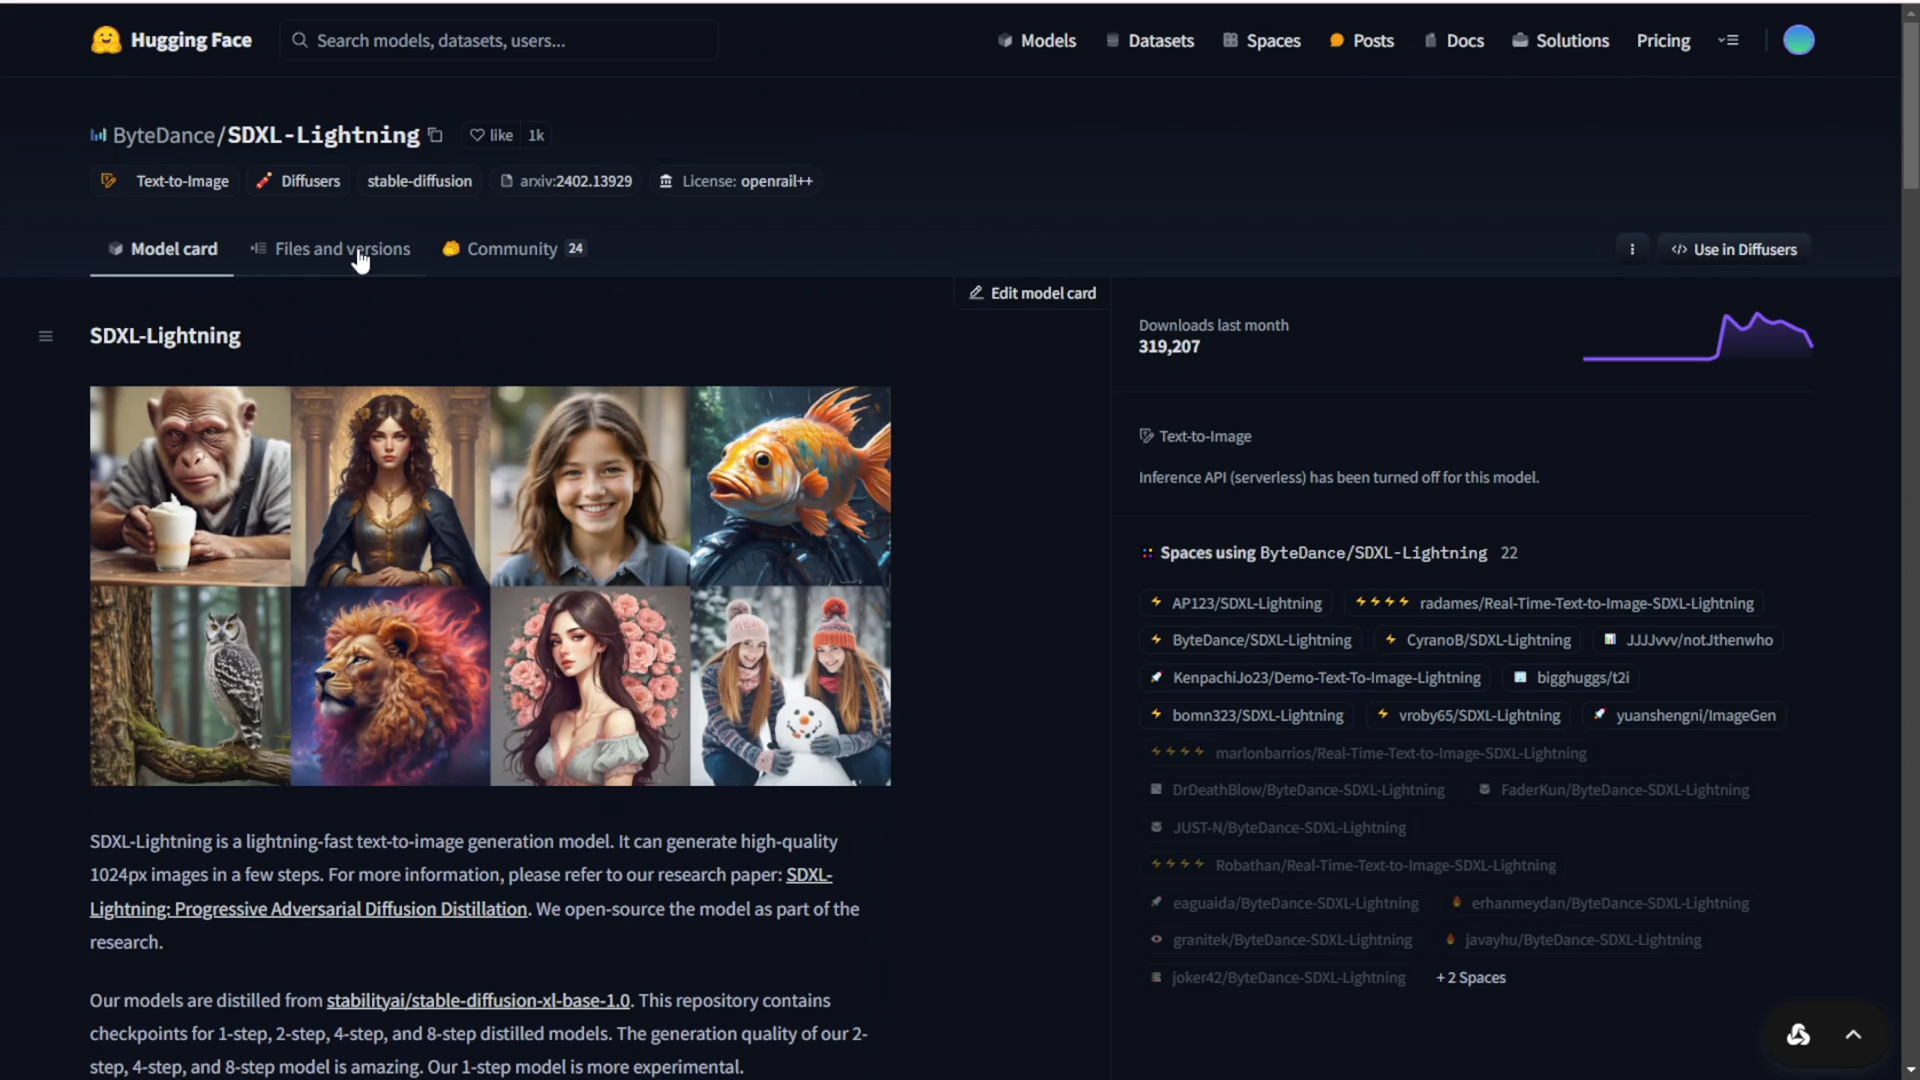 Hugging Face
Search models, datasets, users...
Models
Datasets
Spaces
Posts
Docs
Solutions
Pricing
ByteDance/SDXL-Lightning
like 1k
Text-to-Image
Diffusers
stable-diffusion
arxiv:2402.13929
License: openrail++
Model card
Files and versions
Community 24
Use in Diffusers
Edit model card
SDXL-Lightning
SDXL-Lightning is a lightning-fast text-to-image generation model. It can generate high-quality
1024px images in a few steps. For more information, please refer to our research paper: SDXL-
Lightning: Progressive Adversarial Diffusion Distillation. We open-source the model as part of the
research.
Our models are distilled from stabilityai/stable-diffusion-xl-base-1.0. This repository contains
checkpoints for 1-step, 2-step, 4-step, and 8-step distilled models. The generation quality of our 2-
step, 4-step, and 8-step model is amazing. Our 1-step model is more experimental.
Downloads last month
319,207
Text-to-Image
Inference API (serverless) has been turned off for this model.
Spaces using ByteDance/SDXL-Lightning 22
AP123/SDXL-Lightning
radames/Real-Time-Text-to-Image-SDXL-Lightning
ByteDance/SDXL-Lightning
CyranoB/SDXL-Lightning
JJJJvvv/notJthenwho
KenpachiJo23/Demo-Text-To-Image-Lightning
bigghuggs/t2i
bomn323/SDXL-Lightning
vroby65/SDXL-Lightning
yuanshengni/ImageGen
marlonbarrios/Real-Time-Text-to-Image-SDXL-Lightning
DrDeathBlow/ByteDance-SDXL-Lightning
FaderKun/ByteDance-SDXL-Lightning
JUST-N/ByteDance-SDXL-Lightning
Robathan/Real-Time-Text-to-Image-SDXL-Lightning
eaguaida/ByteDance-SDXL-Lightning
erhanmeydan/ByteDance-SDXL-Lightning
granitek/ByteDance-SDXL-Lightning
javayhu/ByteDance-SDXL-Lightning
joker42/ByteDance-SDXL-Lightning
+ 2 Spaces